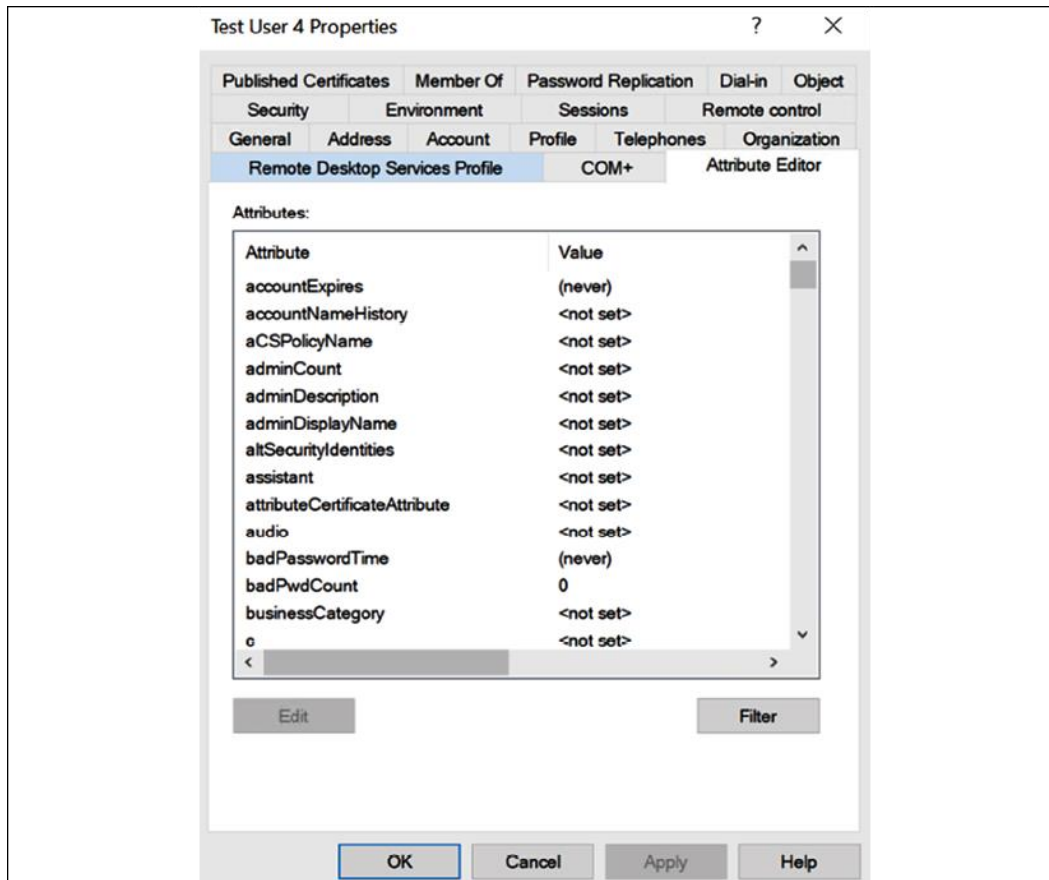 Test User 4 Properties ? ×
Published Certificates Member Of Password Replication Dial-in Object
Security Environment Sessions Remote control
General Address Account Profile Telephones Organization
Remote Desktop Services Profile COM+ Attribute Editor
Attributes:
Attribute Value
accountExpires (never)
accountNameHistory <not set>
aCSPolicyName <not set>
adminCount <not set>
adminDescription <not set>
adminDisplayName <not set>
altSecurityIdentities <not set>
assistant <not set>
attributeCertificateAttribute <not set>
audio <not set>
badPasswordTime (never)
badPwdCount 0
businessCategory <not set>
c <not set>
Edit Filter
OK Cancel Apply Help